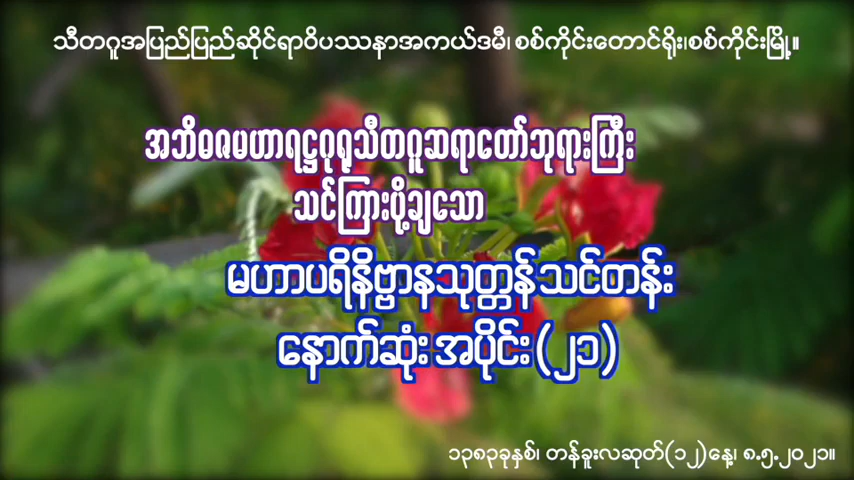 သီတဂူအပြည်ပြည်ဆိုင်ရာဝိပဿနာအကယ်ဒမီ၊ စစ်ကိုင်းတောင်ရိုး၊စစ်ကိုင်းမြို့။
အဘိဓဇမဟာရဋ္ဌဂုရုသီတဂူဆရာတော်ဘုရားကြီး
သင်ကြားပို့ချသော
မဟာပရိနိဗ္ဗာနသုတ္တန်သင်တန်း
နောက်ဆုံးအပိုင်း(၂၁)
၁၃၈၃ခုနှစ်၊ တန်ခူးလဆုတ်(၁၂)နေ့၊ ၈.၅.၂၀၂၁။